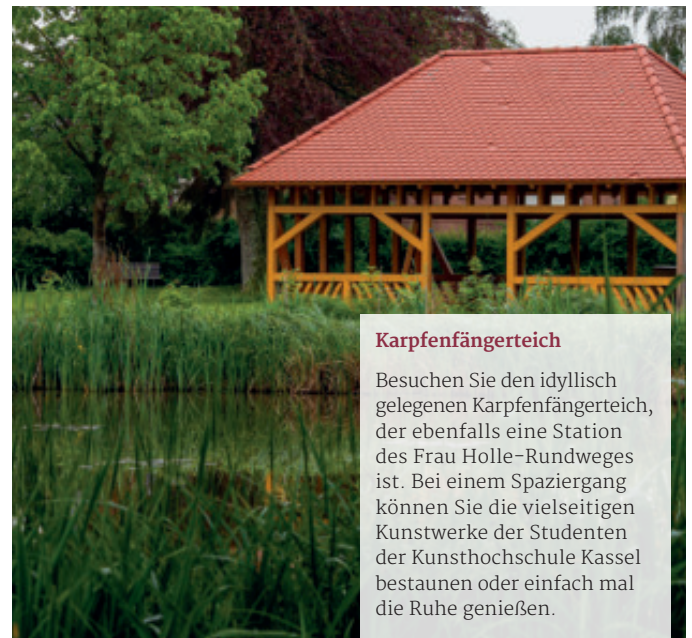 Karpfenfängerteich
Besuchen Sie den idyllisch
gelegenen Karpfenfängerteich,
der ebenfalls eine Station
des Frau Holle-Rundweges
ist. Bei einem Spaziergang
können Sie die vielseitigen
Kunstwerke der Studenten
der Kunsthochschule Kassel
bestaunen oder einfach mal
die Ruhe genießen.